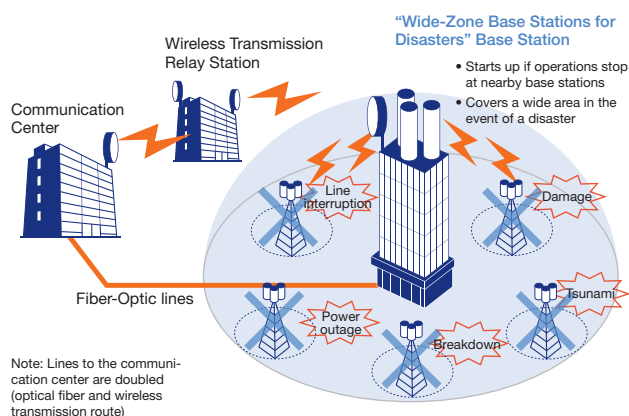 “Wide-Zone Base Stations for
Disasters” Base Station
• Starts up if operations stop
at nearby base stations
• Covers a wide area in the
event of a disaster
Wireless Transmission
Relay Station
Communication
Center
Line
interruption
Damage
Fiber-Optic lines
Power
outage
Breakdown
Tsunami
Note: Lines to the communi-
cation center are doubled
(optical fiber and wireless
transmission route)